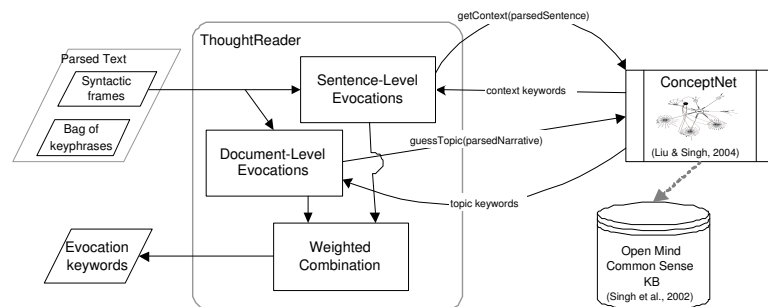 getContext(parsedSentence)
ThoughtReader
Parsed Text
Syntactic
frames
Bag of
keyphrases
Sentence-Level
Evocations
context keywords
ConceptNet
(Liu & Singh, 2004)
guessTopic(parsedNarrative)
Document-Level
Evocations
topic keywords
Evocation
keywords
Weighted
Combination
Open Mind
Common Sense
KB
(Singh et al., 2002)